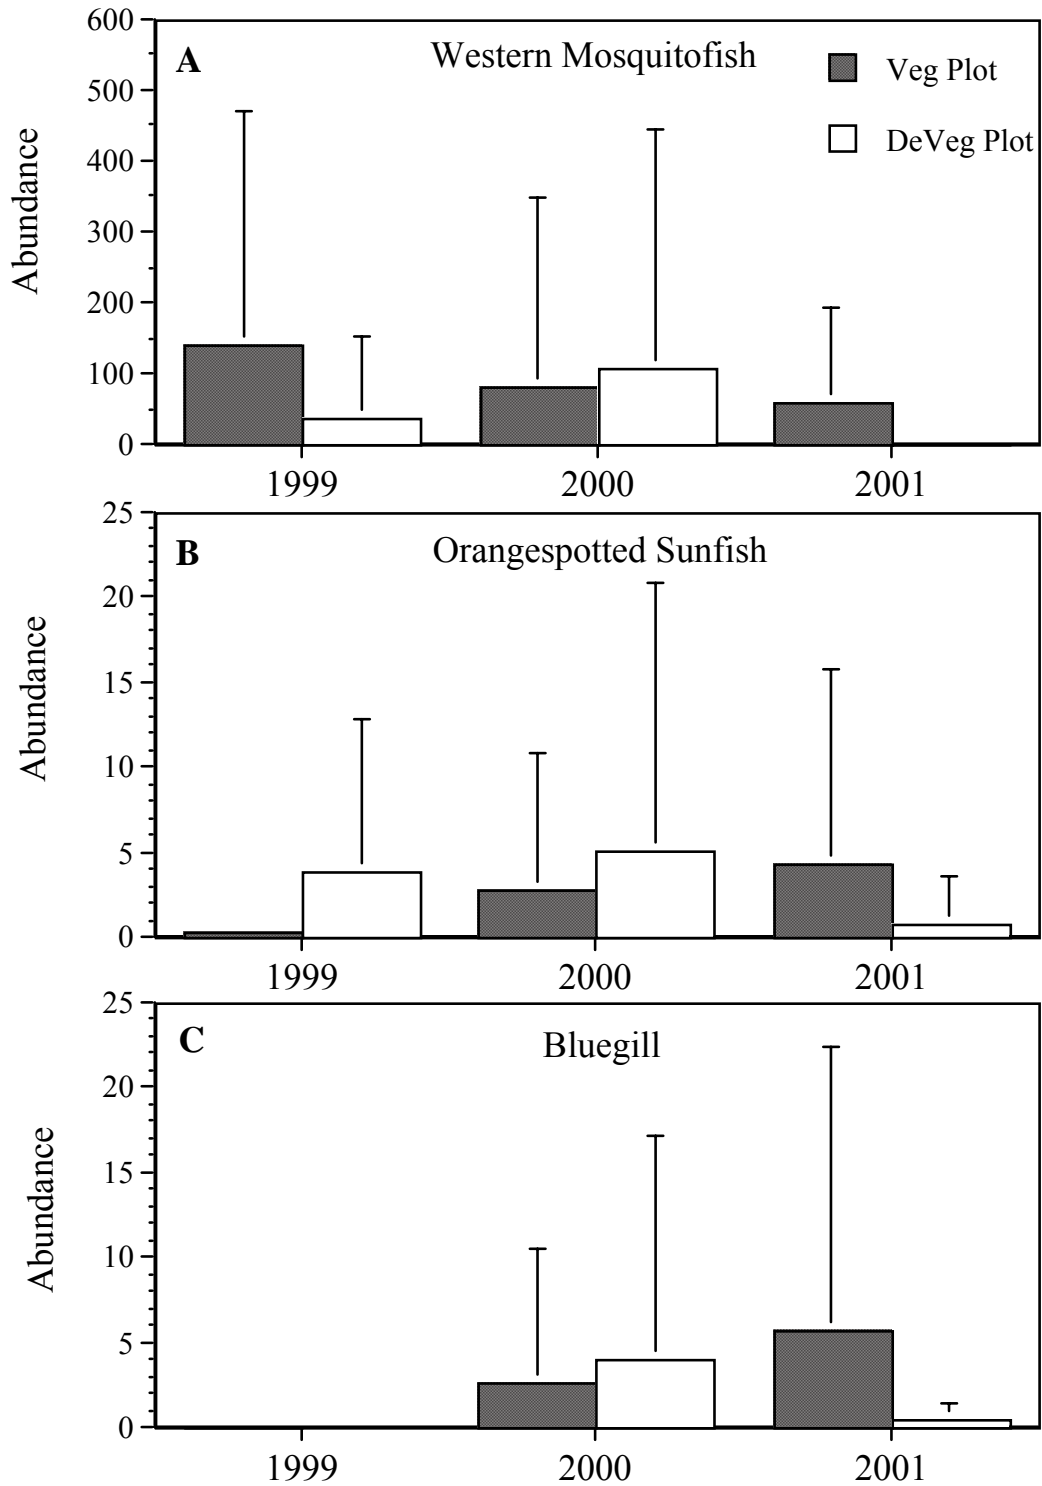 600
A
Western Mosquitofish
Veg Plot
500
DeVeg Plot
400
Abundance
300
200
100
0
1999
2000
2001
25
B
Orangespotted Sunfish
20
Abundance
15
10
5
0
1999
2000
2001
25
C
Bluegill
20
Abundance
15
10
5
0
1999
2000
2001